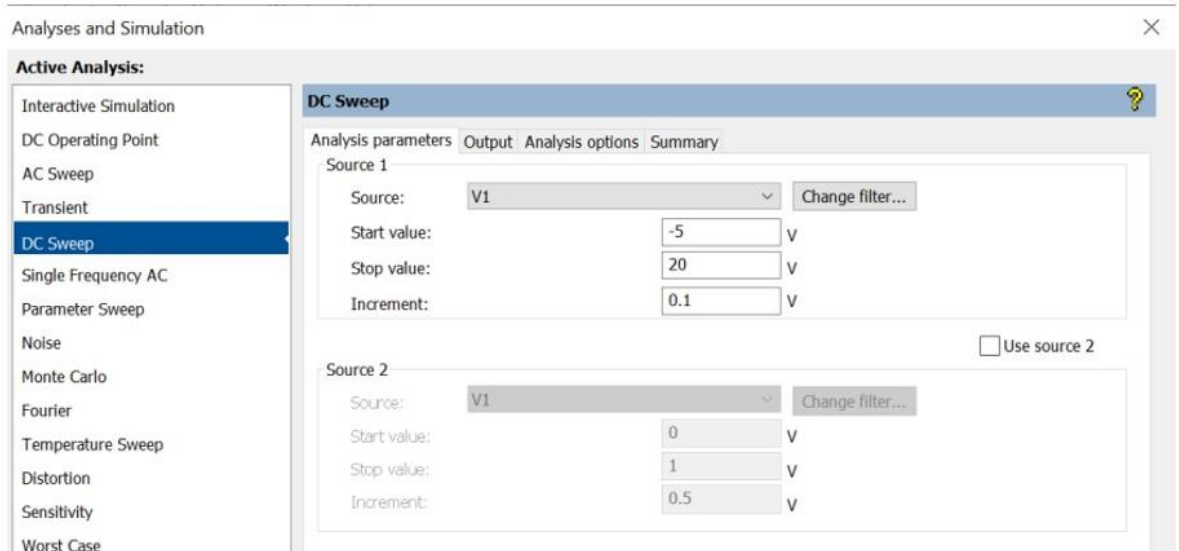 Analyses and Simulation
Active Analysis:
Interactive Simulation
DC Operating Point
AC Sweep
Transient
DC Sweep
Single Frequency AC
Parameter Sweep
Noise
Monte Carlo
Fourier
Temperature Sweep
Distortion
Sensitivity
Worst Case
DC Sweep
Analysis parameters Output Analysis options Summary
Source 1
Source: V1 Change filter...
Start value: -5 V
Stop value: 20 V
Increment: 0.1 V
Use source 2
Source 2
Source: V1 Change filter...
Start value: 0 V
Stop value: 1 V
Increment: 0.5 V